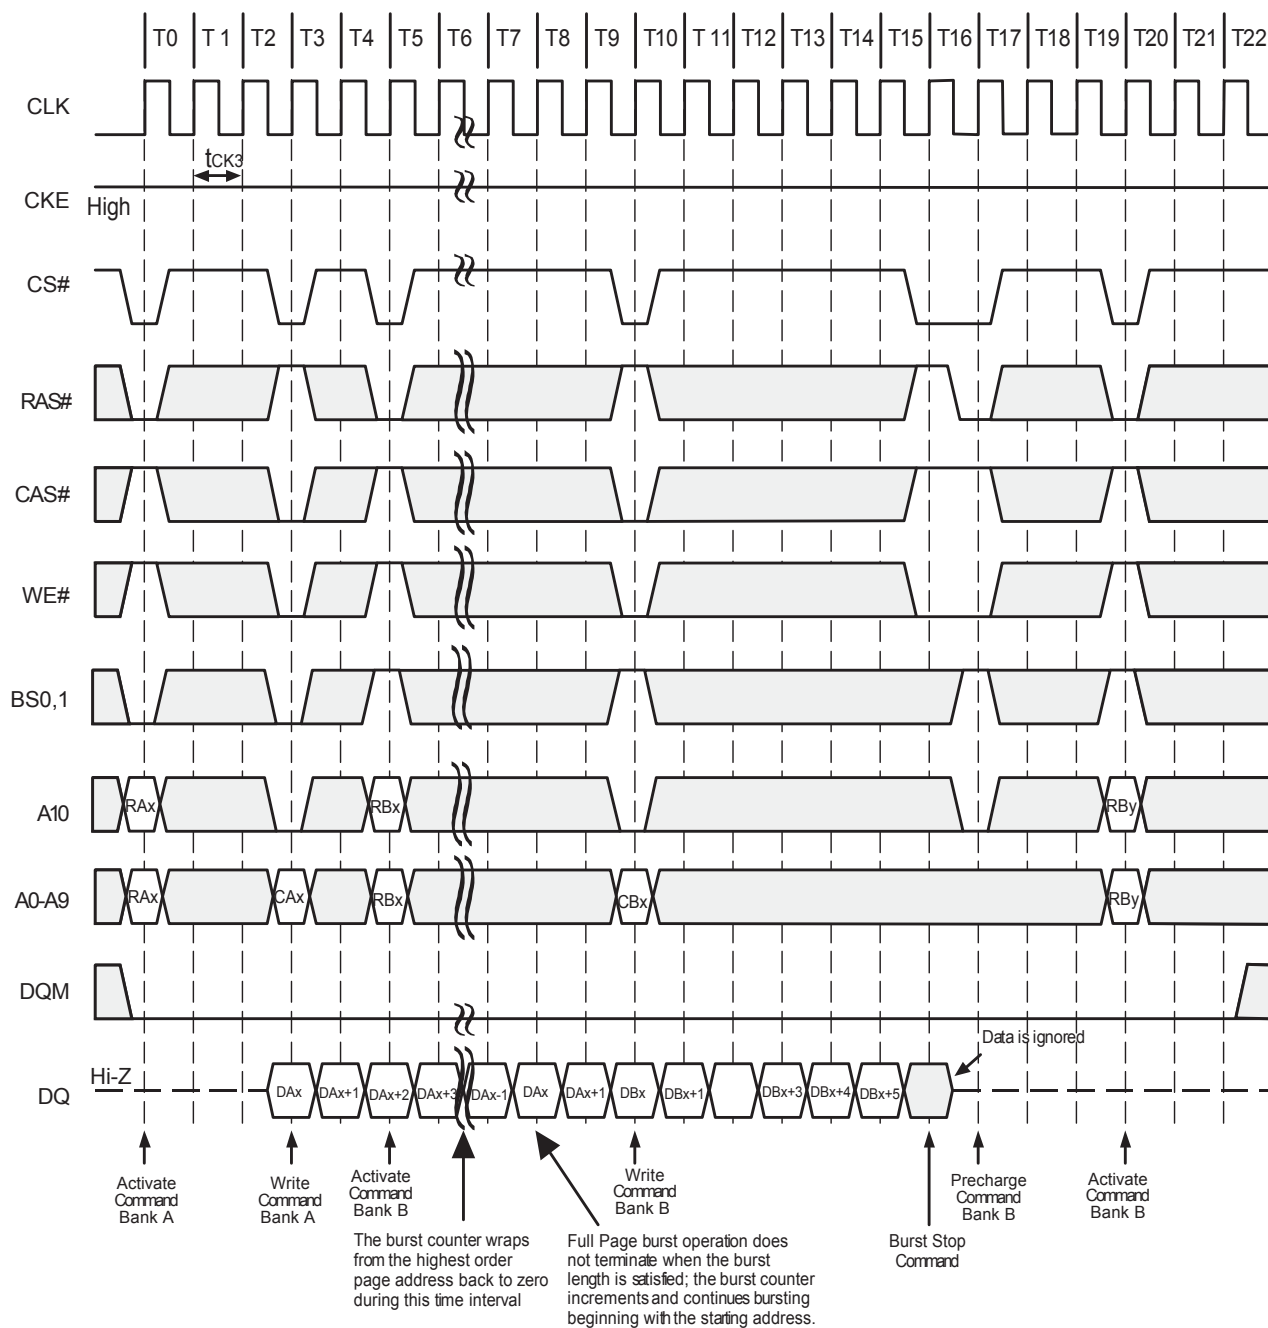 T0 T 1 T2 T3 T4 T5 T6 T7 T8 T9 T10 T 11 T12 T13 T14 T15 T16 T17 T18 T19 T20 T21 T22
CLK
tCK3
CKE High
CS#
RAS#
CAS#
WE#
BS0,1
A10 RAx RBx RBy
A0-A9 RAx CAx RBx CBx RBy
DQM
Data is ignored
DQ Hi-Z DAx DAx+1 DAx+2 DAx+3 DAx-1 DAx DAx+1 DBx DBx+1 DBx+3 DBx+4 DBx+5
Activate
Command
Bank A
Write
Command
Bank A
Activate
Command
Bank B
The burst counter wraps
from the highest order
page address back to zero
during this time interval
Full Page burst operation does
not terminate when the burst
length is satisfied; the burst counter
increments and continues bursting
beginning with the starting address.
Write
Command
Bank B
Burst Stop
Command
Precharge
Command
Bank B
Activate
Command
Bank B